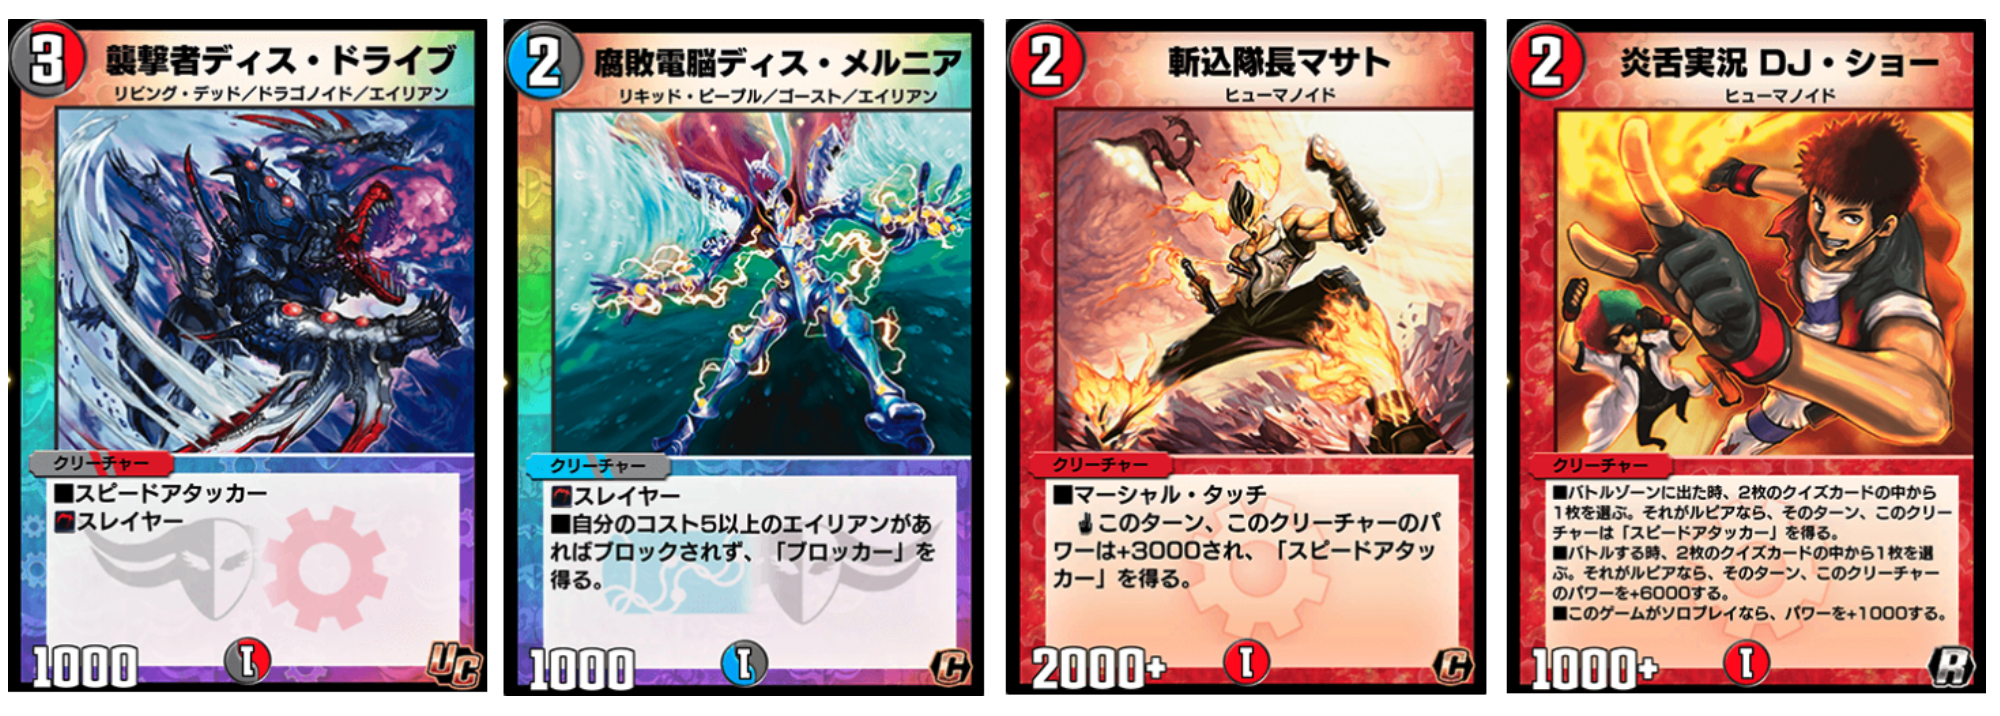 3
襲撃者ディス・ドライブ
リビング・デッド／ドラゴノイド／エイリアン
クリーチャー
■スピードアタッカー
スレイヤー
1000
1
UC
2
腐敗電脳ディス・メルニア
リキッド・ピープル／ゴースト／エイリアン
クリーチャー
スレイヤー
■自分のコスト5以上のエイリアンがあ
ればブロックされず、「ブロッカー」を
得る。
1000
1
C
2
斬込隊長マサト
ヒューマノイド
クリーチャー
■マーシャル・タッチ
このターン、このクリーチャーのパ
ワーは+3000され、「スピードアタッ
カー」を得る。
2000+
1
C
2
炎舌実況 DJ・ショー
ヒューマノイド
クリーチャー
■バトルゾーンに出た時、2枚のクイズカードの中から
1枚を選ぶ。それがルピアなら、そのターン、このクリー
チャーは「スピードアタッカー」を得る。
■バトルする時、2枚のクイズカードの中から1枚を選
ぶ。それがルピアなら、そのターン、このクリーチャー
のパワーを+6000する。
■このゲームがソロプレイなら、パワーを+1000する。
1000+
1
R